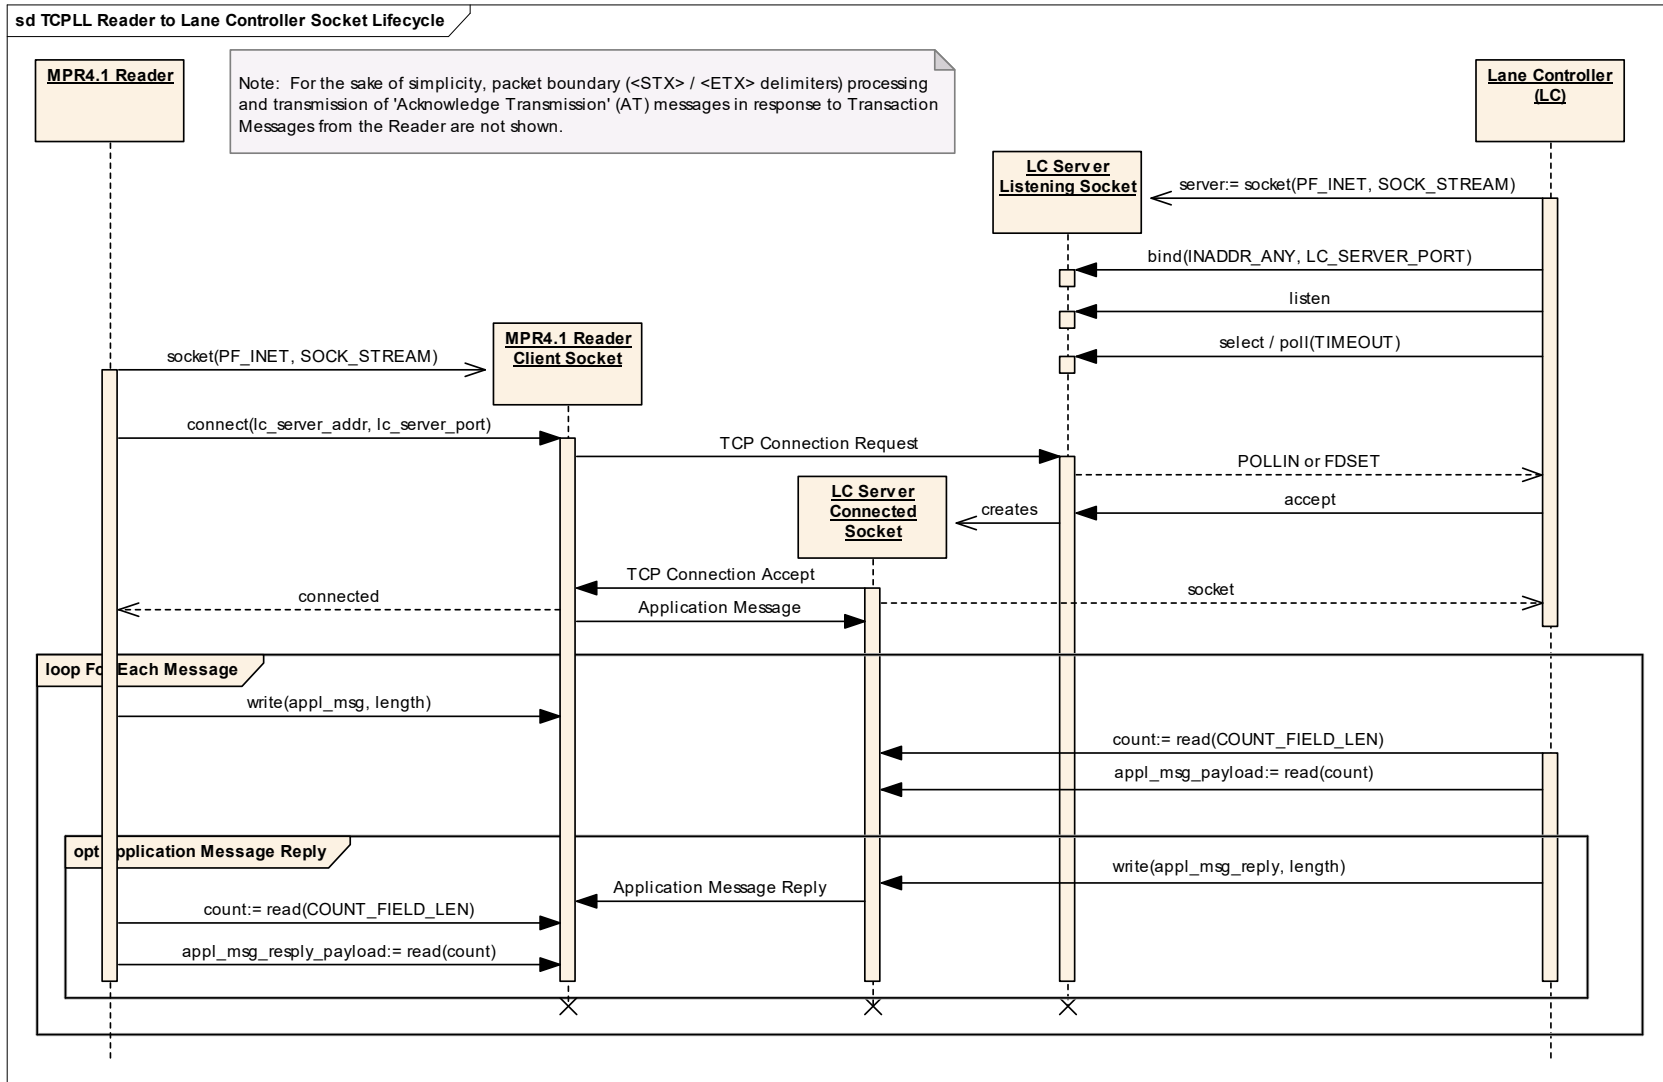 sd TCPLL Reader to Lane Controller Socket Lifecycle
MPR4.1 Reader
Note: For the sake of simplicity, packet boundary (<STX> / <ETX> delimiters) processing
and transmission of 'Acknowledge Transmission' (AT) messages in response to Transaction
Messages from the Reader are not shown.
Lane Controller
(LC)
LC Server
Listening Socket
server:= socket(PF_INET, SOCK_STREAM)
bind(INADDR_ANY, LC_SERVER_PORT)
listen
select / poll(TIMEOUT)
MPR4.1 Reader
Client Socket
socket(PF_INET, SOCK_STREAM)
connect(lc_server_addr, lc_server_port)
TCP Connection Request
POLLIN or FDSET
LC Server
Connected
Socket
accept
creates
TCP Connection Accept
socket
connected
Application Message
loop For Each Message
write(appl_msg, length)
count:= read(COUNT_FIELD_LEN)
appl_msg_payload:= read(count)
opt Application Message Reply
write(appl_msg_reply, length)
Application Message Reply
count:= read(COUNT_FIELD_LEN)
appl_msg_resply_payload:= read(count)